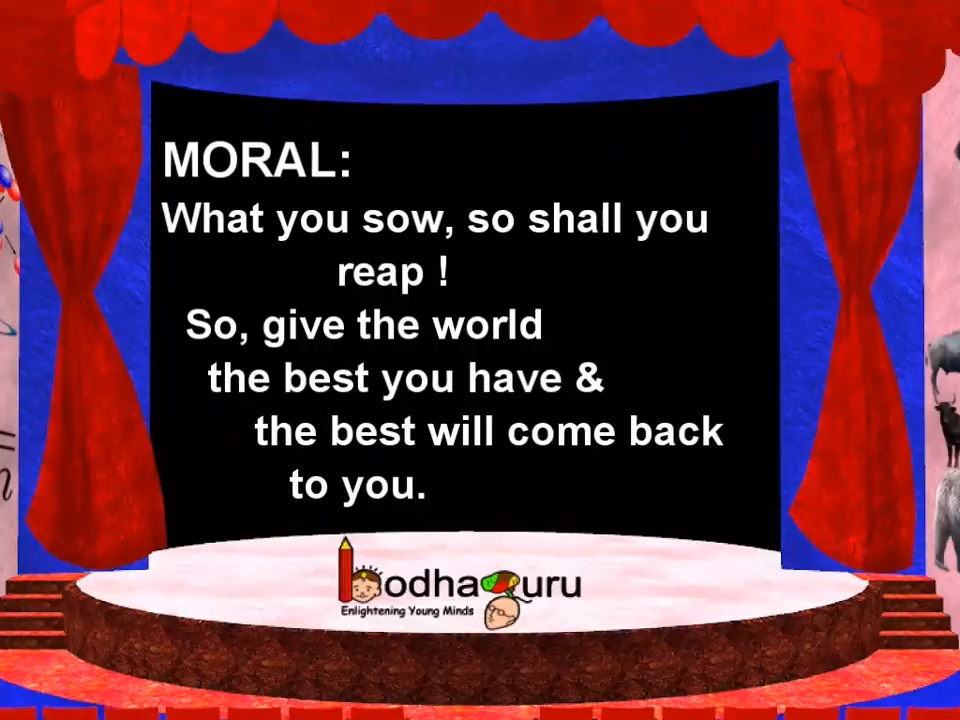 MORAL:
What you sow, so shall you
reap !
So, give the world
the best you have &
the best will come back
to you.
bodhaguru
Enlightening Young Minds